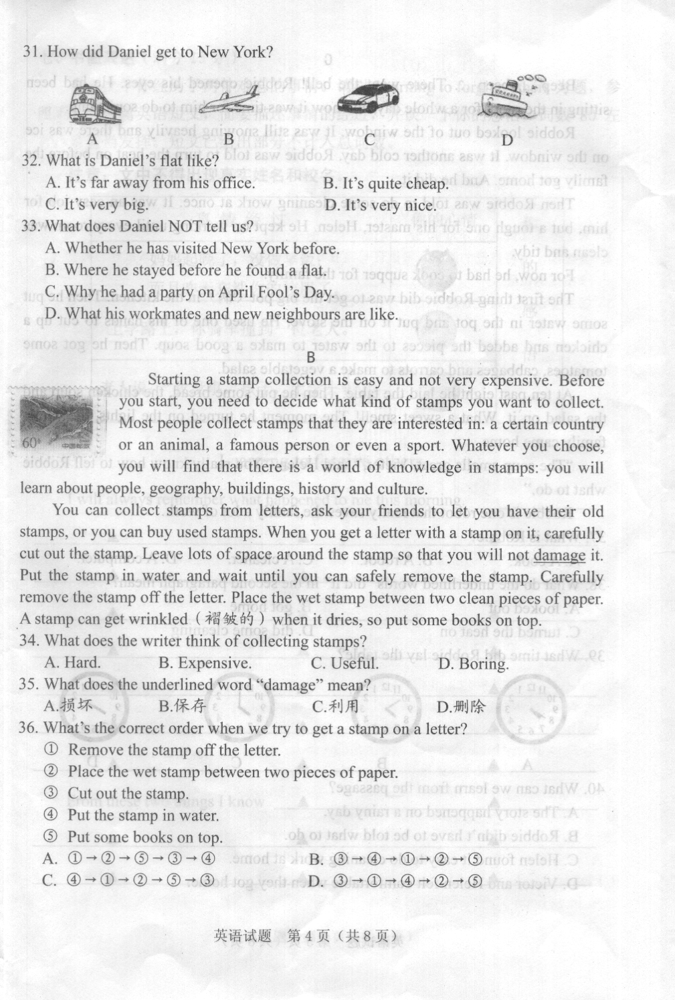 31. How did Daniel get to New York?
A B C D
32. What is Daniel's flat like?
A. It's far away from his office. B. It's quite cheap.
C. It's very big. D. It's very nice.
33. What does Daniel NOT tell us?
A. Whether he has visited New York before.
B. Where he stayed before he found a flat.
C. Why he had a party on April Fool's Day.
D. What his workmates and new neighbours are like.
B
Starting a stamp collection is easy and not very expensive. Before
you start, you need to decide what kind of stamps you want to collect.
Most people collect stamps that they are interested in: a certain country
or an animal, a famous person or even a sport. Whatever you choose,
60
中国邮政
you will find that there is a world of knowledge in stamps: you will
learn about people, geography, buildings, history and culture.
You can collect stamps from letters, ask your friends to let you have their old
stamps, or you can buy used stamps. When you get a letter with a stamp on it, carefully
cut out the stamp. Leave lots of space around the stamp so that you will not damage it.
Put the stamp in water and wait until you can safely remove the stamp. Carefully
remove the stamp off the letter. Place the wet stamp between two clean pieces of paper.
A stamp can get wrinkled（褶皱的）when it dries, so put some books on top.
34. What does the writer think of collecting stamps?
A. Hard. B. Expensive. C. Useful. D. Boring.
35. What does the underlined word “damage” mean?
A.损坏 B.保存 C.利用 D.删除
36. What's the correct order when we try to get a stamp on a letter?
① Remove the stamp off the letter.
② Place the wet stamp between two pieces of paper.
③ Cut out the stamp.
④ Put the stamp in water.
⑤ Put some books on top.
A. ①→②→⑤→③→④ B. ③→④→①→②→⑤
C. ④→①→②→⑤→③ D. ③→①→④→②→⑤
英语试题 第 4 页（共 8 页）